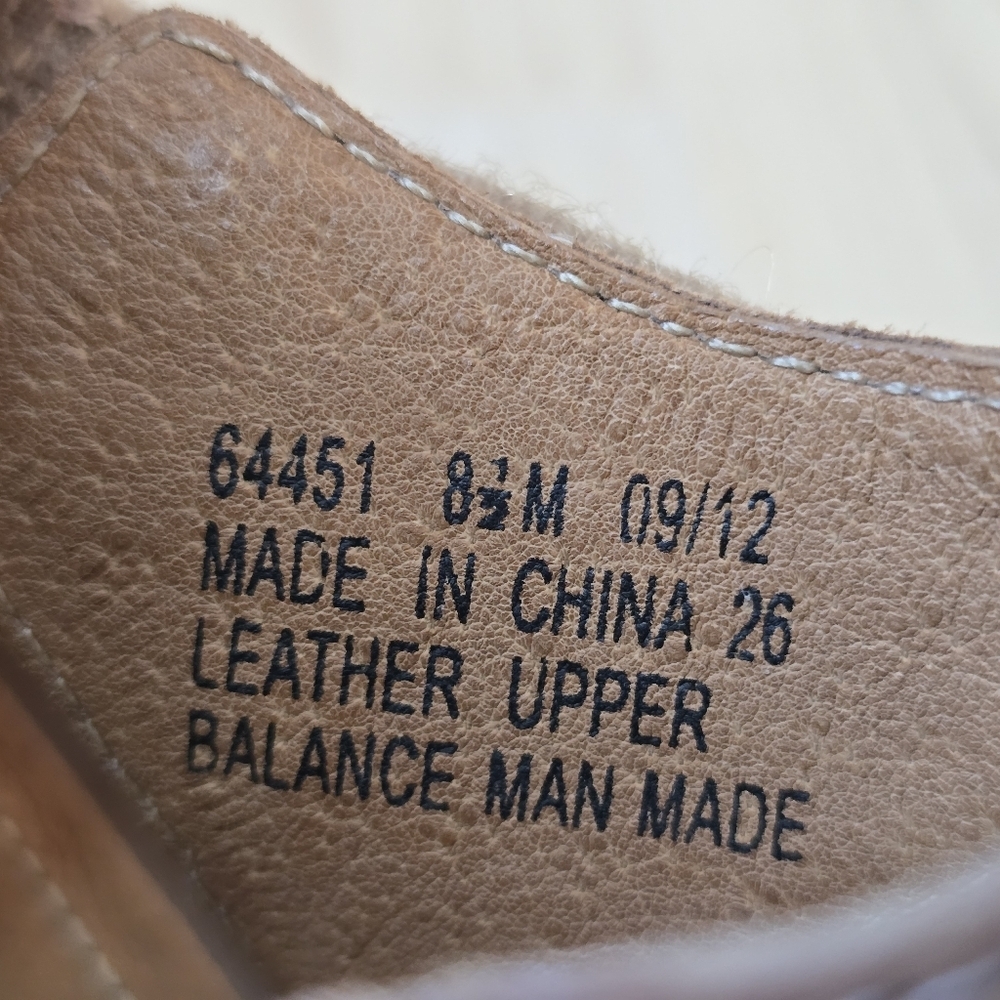 64451 8½M 09/12
MADE IN CHINA 26
LEATHER UPPER
BALANCE MAN MADE